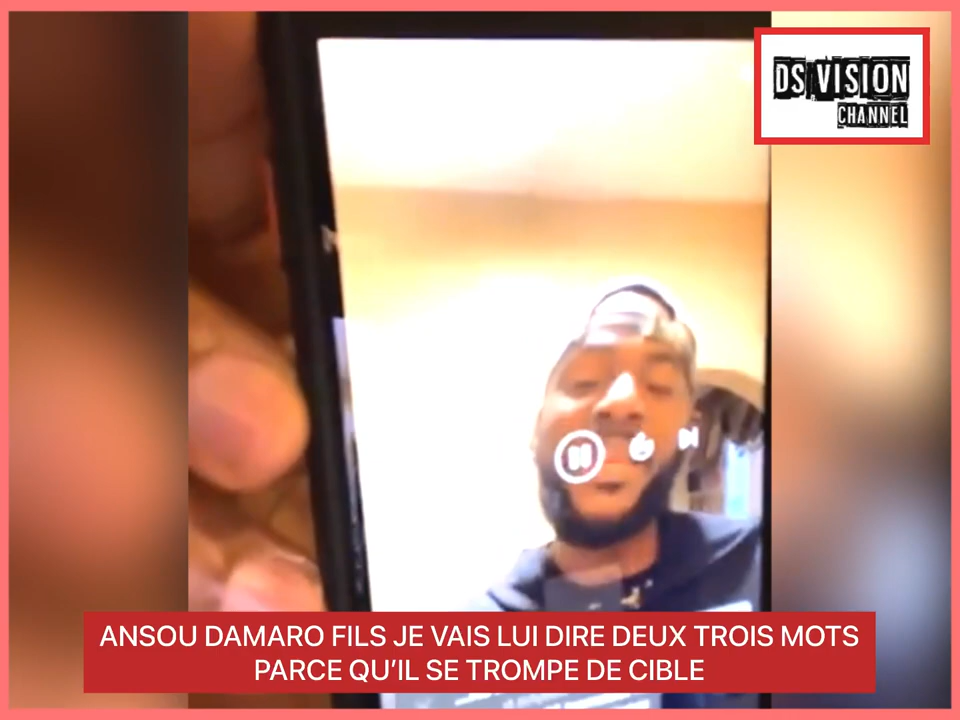 DS VISION
CHANNEL
ANSOU DAMARO FILS JE VAIS LUI DIRE DEUX TROIS MOTS
PARCE QU'IL SE TROMPE DE CIBLE